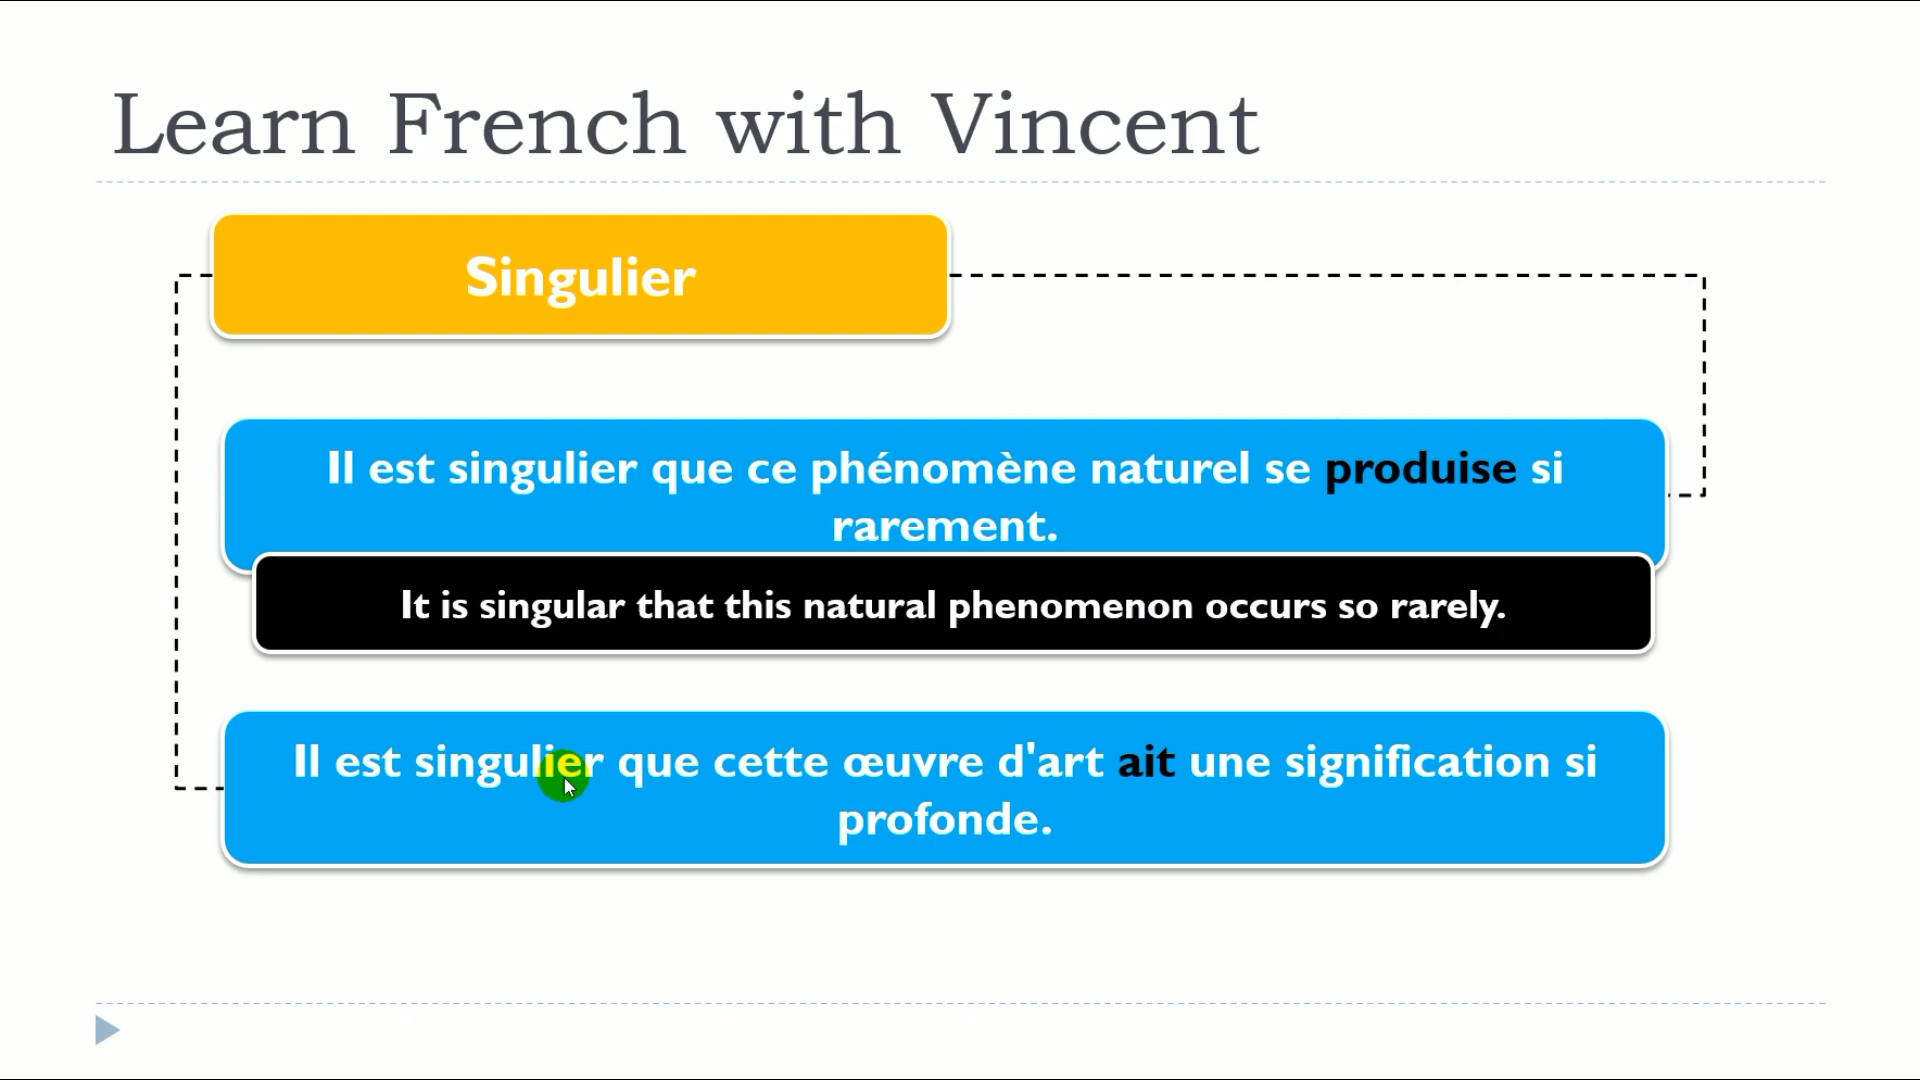 Learn French with Vincent
Singulier
Il est singulier que ce phénomène naturel se produise si
rarement.
It is singular that this natural phenomenon occurs so rarely.
Il est singulier que cette œuvre d'art ait une signification si
profonde.